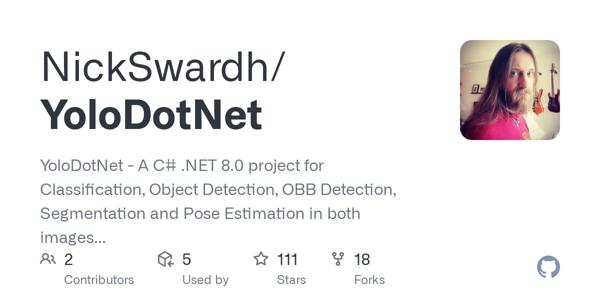 NickSwardh/
YoloDotNet
YoloDotNet - A C# .NET 8.0 project for
Classification, Object Detection, OBB Detection,
Segmentation and Pose Estimation in both
images...
2 5 111 18
Contributors Used by Stars Forks